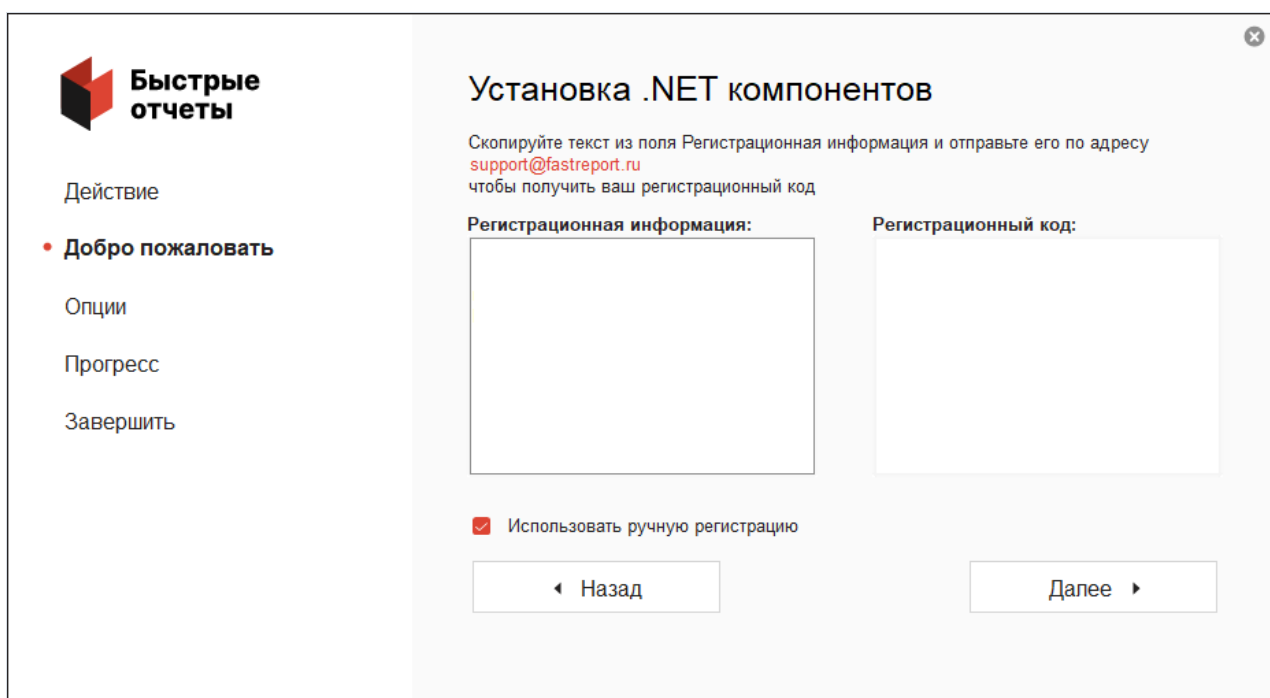 Быстрые
отчеты
Действие
Добро пожаловать
Опции
Прогресс
Завершить
Установка .NET компонентов
Скопируйте текст из поля Регистрационная информация и отправьте его по адресу
support@fastreport.ru
чтобы получить ваш регистрационный код
Регистрационная информация:
Регистрационный код:
Использовать ручную регистрацию
Назад
Далее